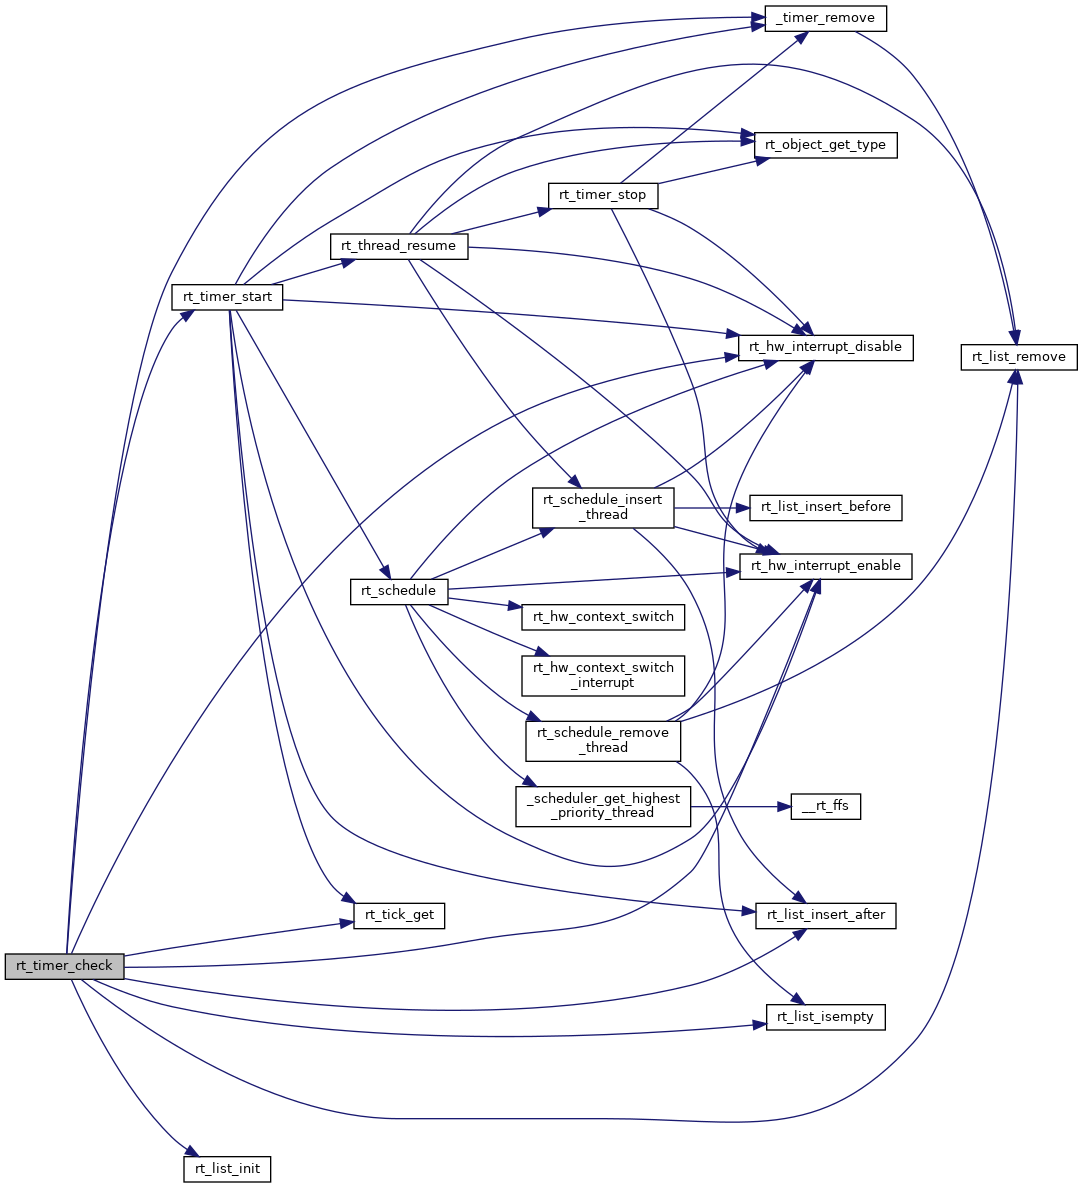 _timer_remove
rt_object_get_type
rt_timer_stop
rt_thread_resume
rt_timer_start
rt_hw_interrupt_disable
rt_list_remove
rt_schedule_insert
_thread
rt_list_insert_before
rt_hw_interrupt_enable
rt_schedule
rt_hw_context_switch
rt_hw_context_switch
_interrupt
rt_schedule_remove
_thread
_scheduler_get_highest
_priority_thread
__rt_ffs
rt_tick_get
rt_list_insert_after
rt_timer_check
rt_list_isempty
rt_list_init